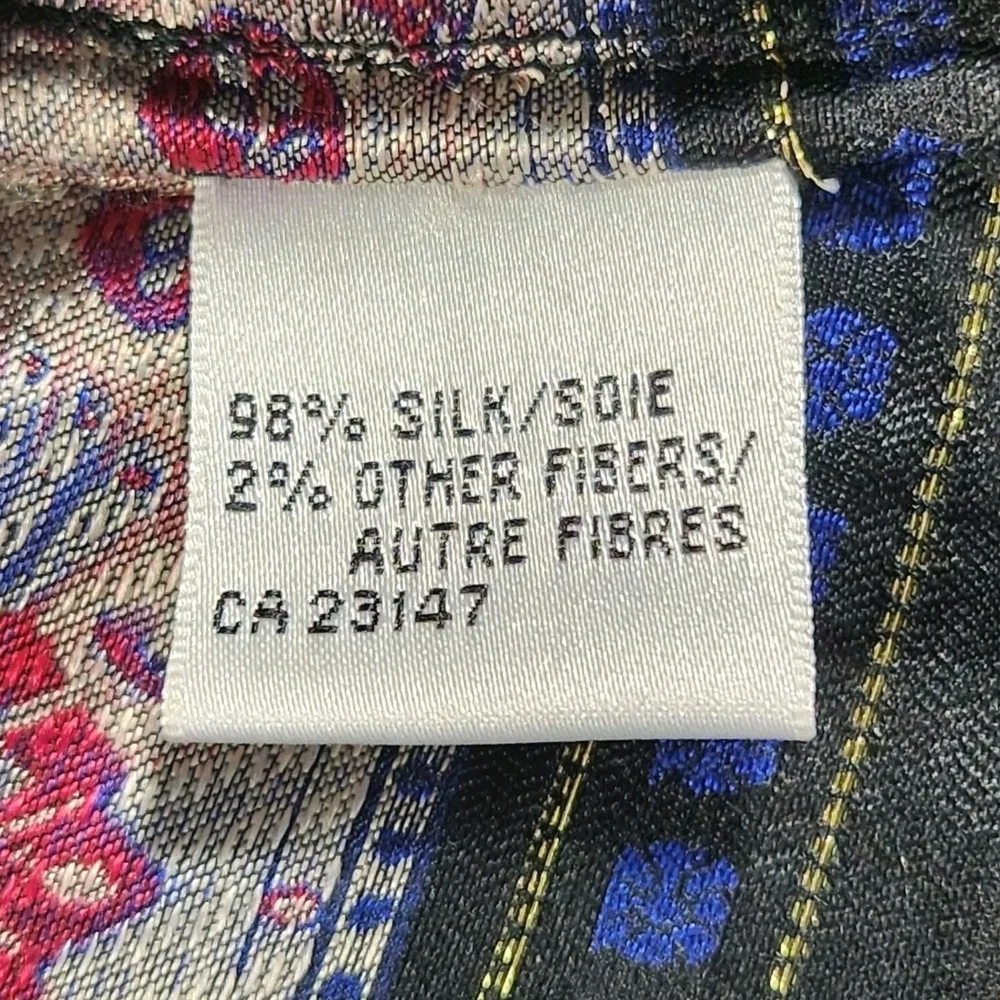 98% SILK/SOIE
2% OTHER FIBERS/
AUTRE FIBRES
CA 23147